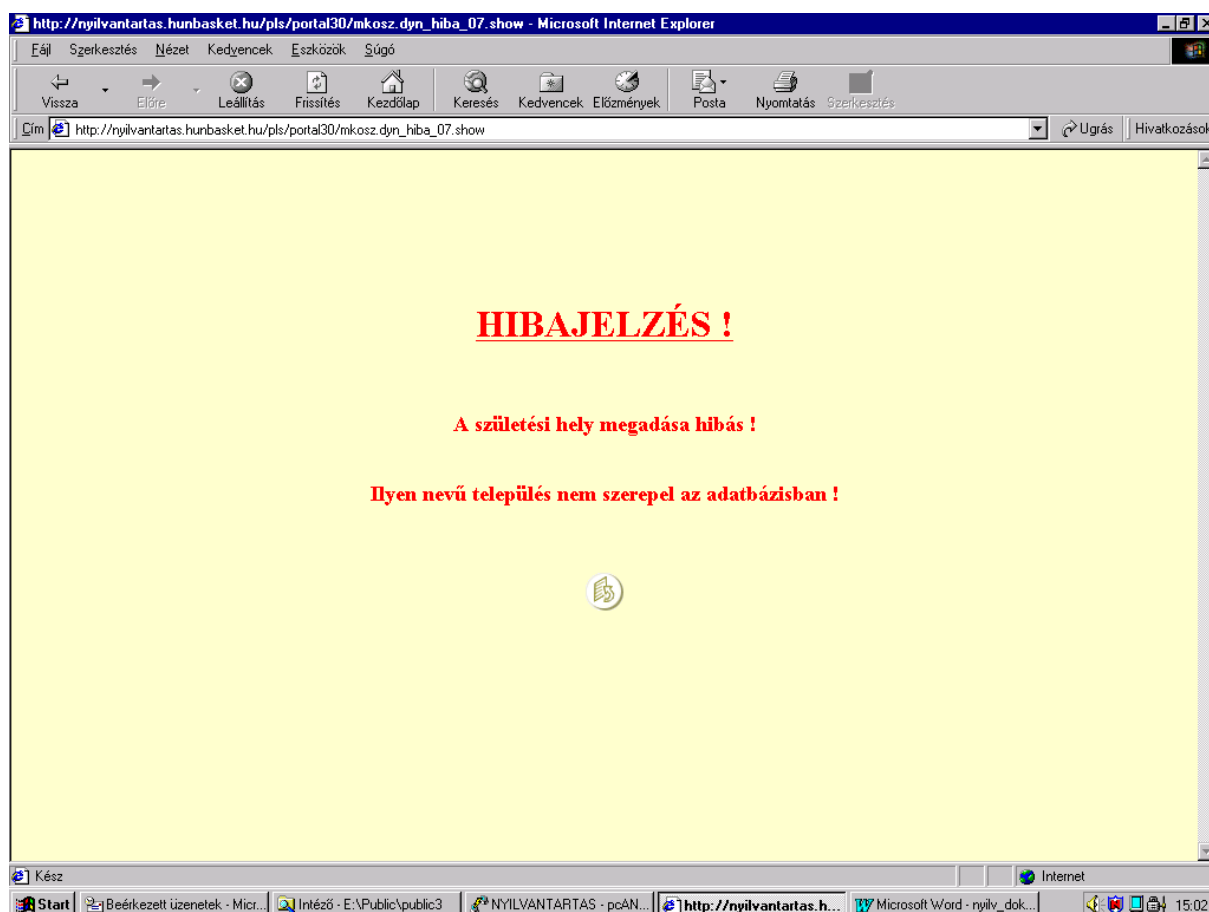 http://nyilvantartas.hunbasket.hu/pls/portal30/mkosz.dyn_hiba_07.show - Microsoft Internet Explorer
Fájl Szerkesztés Nézet Kedvencek Eszközök Súgó
Vissza Előre Leállítás Frissítés Kezdőlap Keresés Kedvencek Előzmények Posta Nyomtatás Szerkesztés
Cím http://nyilvantartas.hunbasket.hu/pls/portal30/mkosz.dyn_hiba_07.show Ugrás Hivatkozások
HIBAJELZÉS !
A születési hely megadása hibás !
Ilyen nevű település nem szerepel az adatbázisban !
Kész Internet
Start Beérkezett üzenetek - Micr... Intéző - E:\Public\public3 NYILVANTARTAS - pcAN... http://nyilvantartas.h... Microsoft Word - nyilv_dok... 15:02